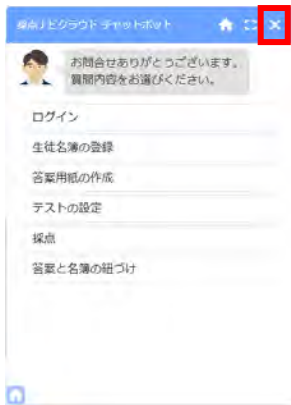 採点ナビクラウド チャットボット
お問合せありがとうございます。
質問内容をお選びください。
ログイン
生徒名簿の登録
答案用紙の作成
テストの設定
採点
答案と名簿の紐づけ